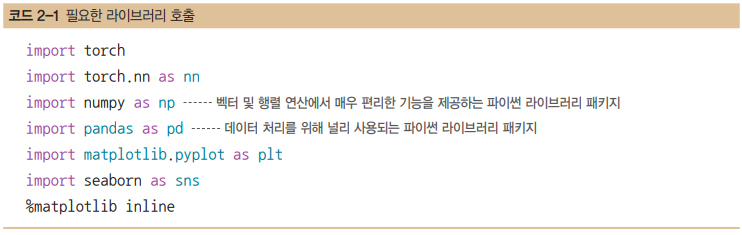 코드 2-1 필요한 라이브러리 호출
import torch
import torch.nn as nn
import numpy as np ------ 벡터 및 행렬 연산에서 매우 편리한 기능을 제공하는 파이썬 라이브러리 패키지
import pandas as pd ------ 데이터 처리를 위해 널리 사용되는 파이썬 라이브러리 패키지
import matplotlib.pyplot as plt
import seaborn as sns
%matplotlib inline